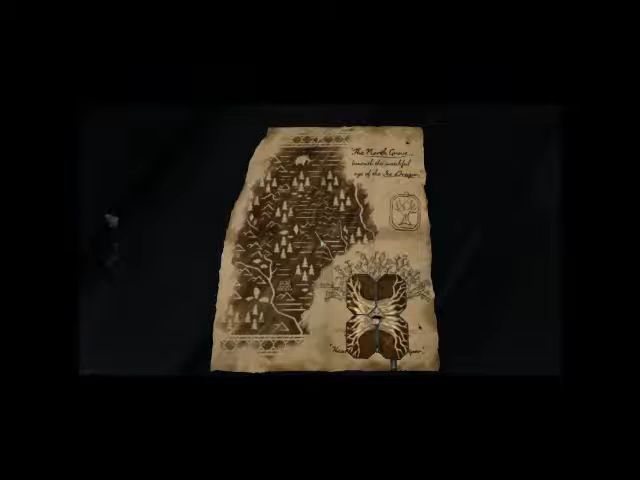 The North Grove...
beneath the watchful
eye of the Ice Dragon